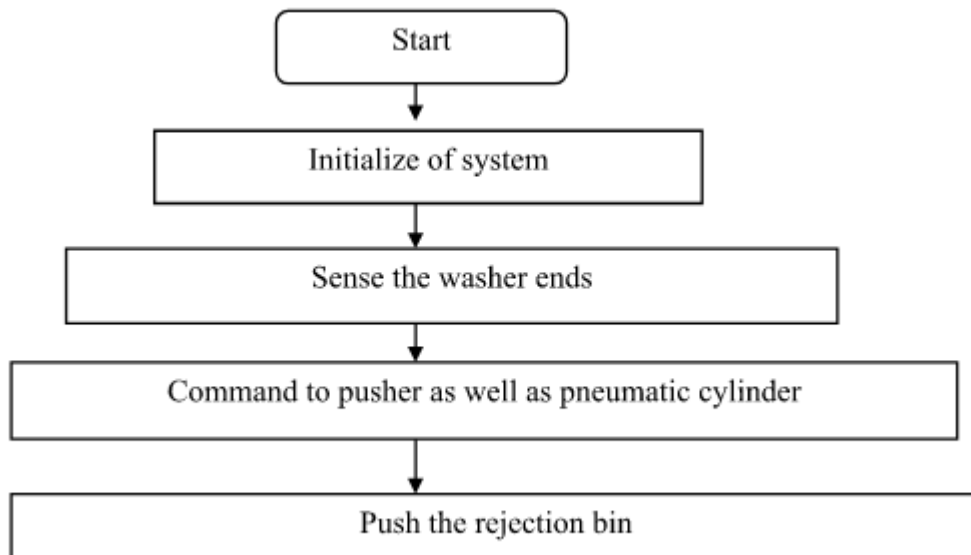 Start
Initialize of system
Sense the washer ends
Command to pusher as well as pneumatic cylinder
Push the rejection bin